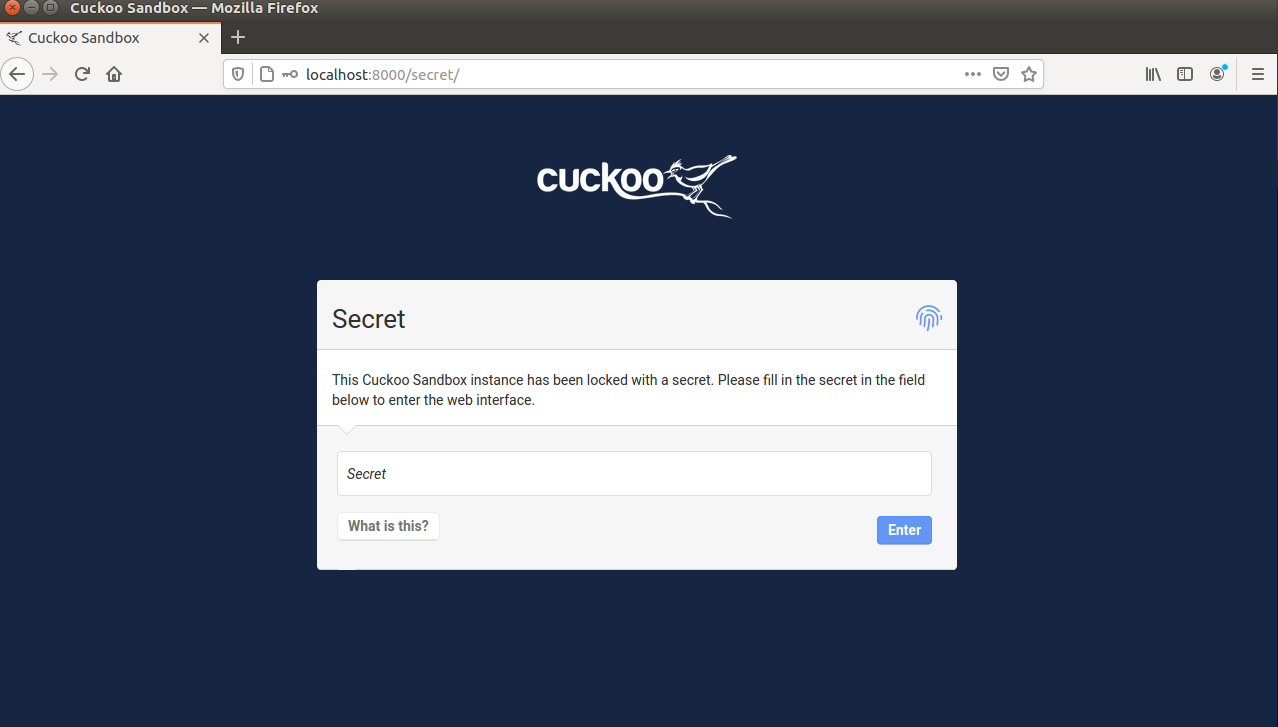 Cuckoo Sandbox — Mozilla Firefox
Cuckoo Sandbox
localhost:8000/secret/
cuckoo
Secret
This Cuckoo Sandbox instance has been locked with a secret. Please fill in the secret in the field
below to enter the web interface.
Secret
What is this?
Enter